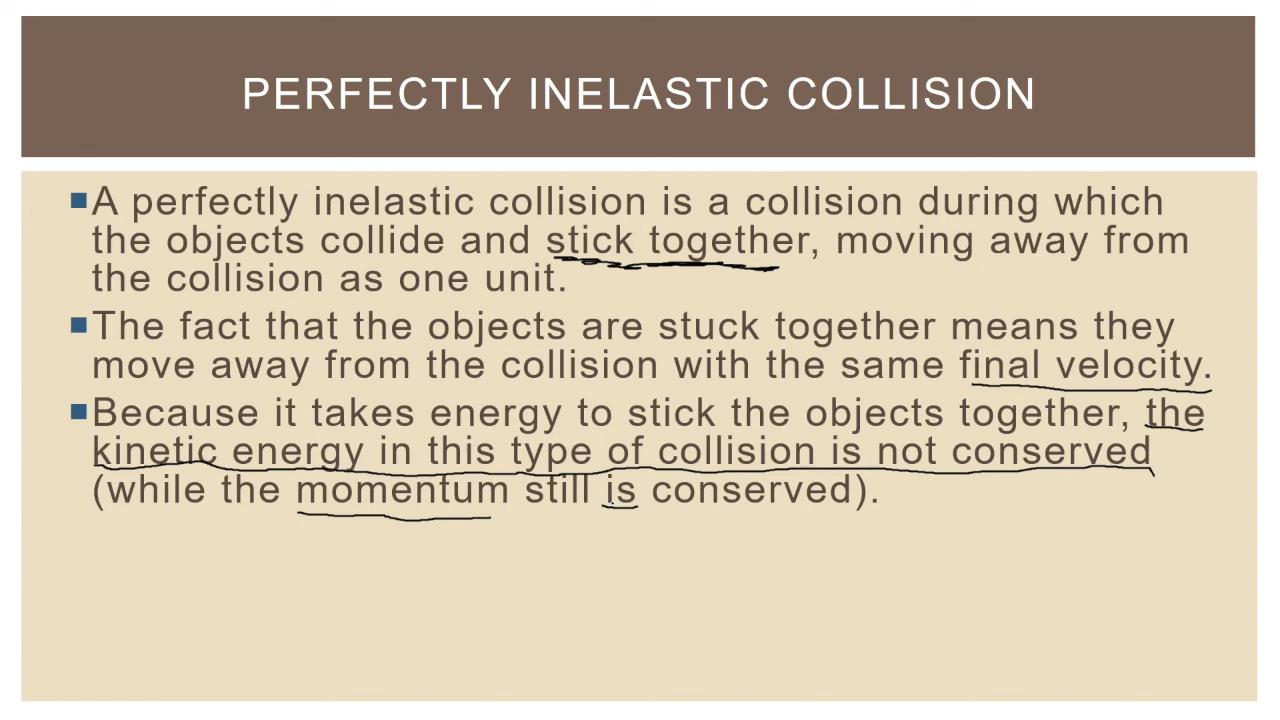 PERFECTLY INELASTIC COLLISION
■A perfectly inelastic collision is a collision during which
the objects collide and stick together, moving away from
the collision as one unit.
■The fact that the objects are stuck together means they
move away from the collision with the same final velocity.
■Because it takes energy to stick the objects together, the
kinetic energy in this type of collision is not conserved
(while the momentum still is conserved).